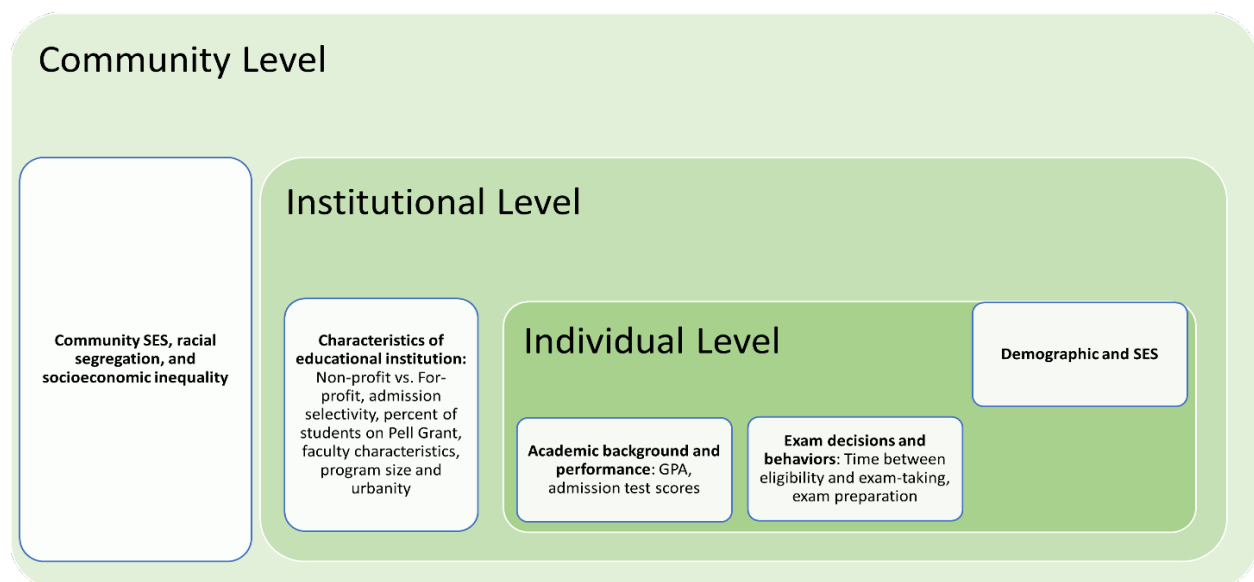 Community Level
Institutional Level
Community SES, racial
segregation, and
socioeconomic inequality
Characteristics of
educational institution:
Non-profit vs. For-
profit, admission
selectivity, percent of
students on Pell Grant,
faculty characteristics,
program size and
urbanity
Individual Level
Demographic and SES
Academic background and
performance: GPA,
admission test scores
Exam decisions and
behaviors: Time between
eligibility and exam-taking,
exam preparation